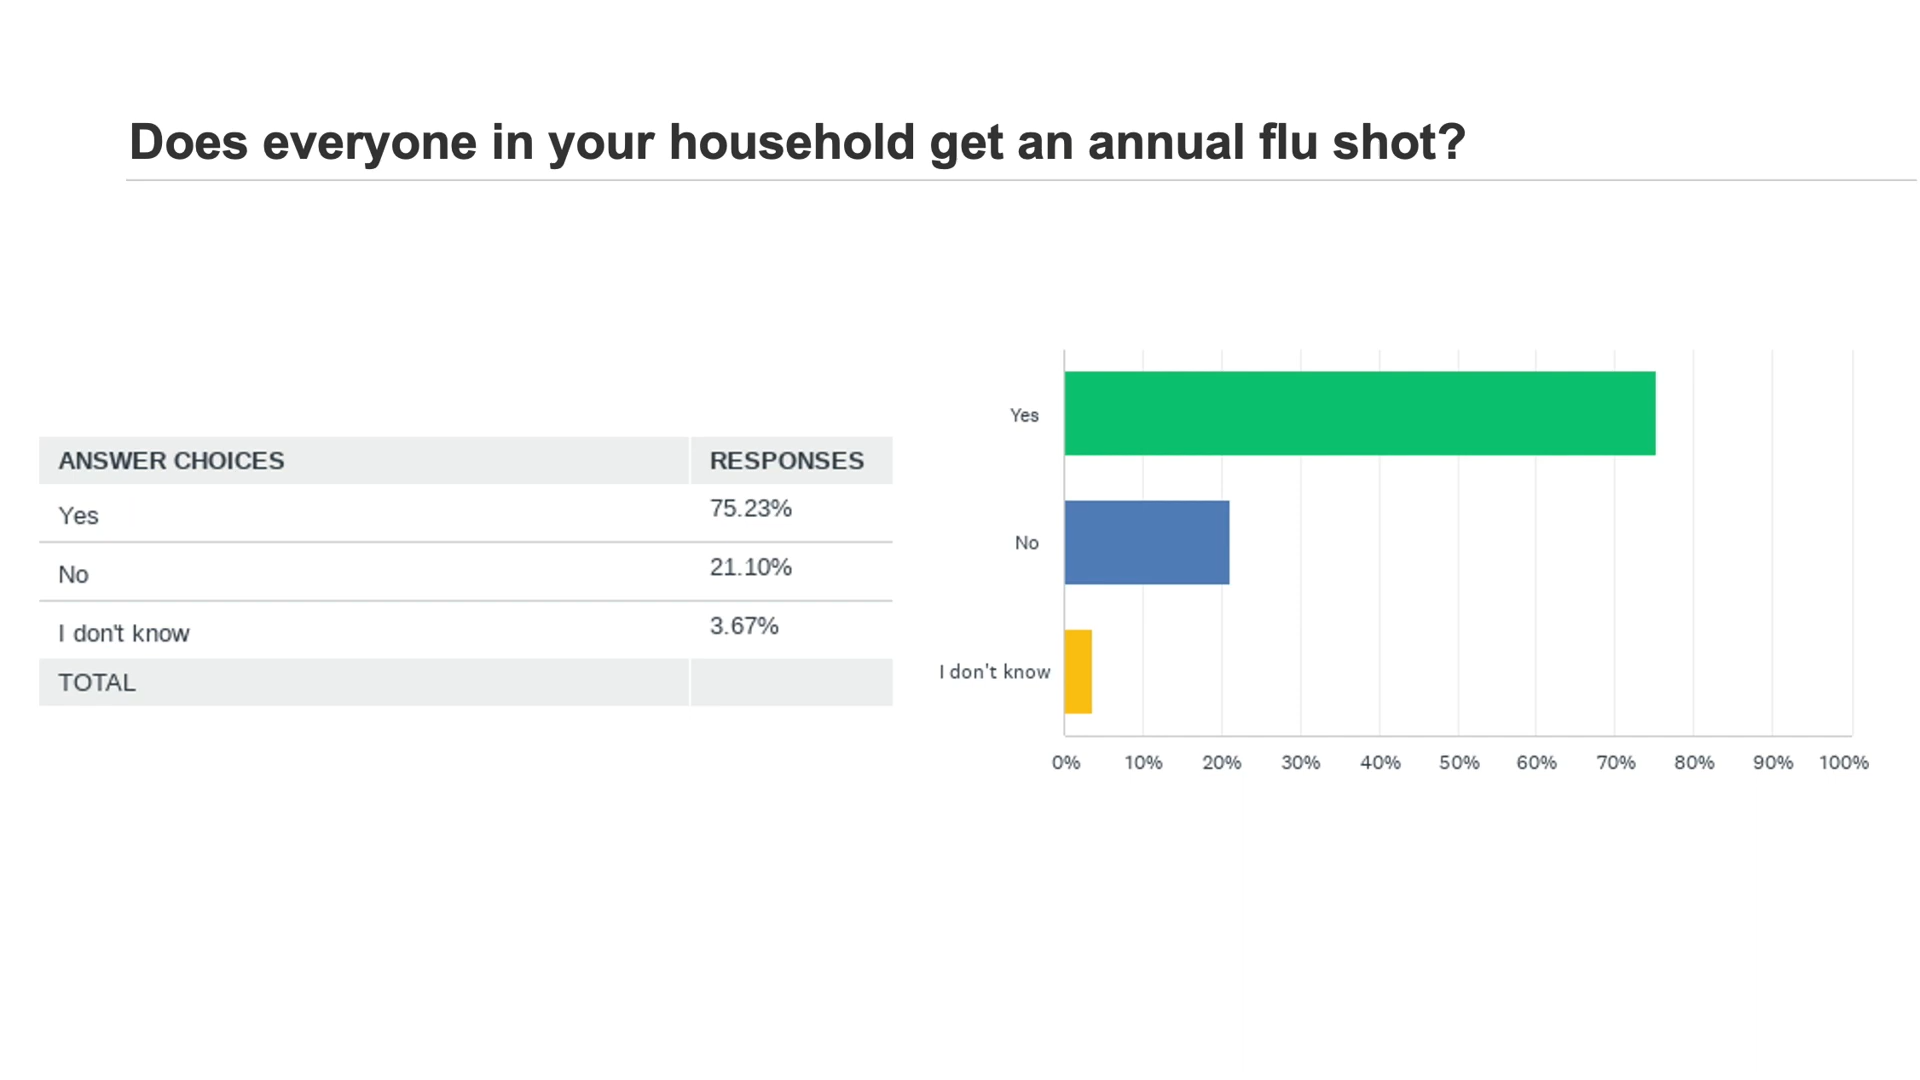 Does everyone in your household get an annual flu shot?
ANSWER CHOICES RESPONSES
Yes 75.23%
No 21.10%
I don't know 3.67%
TOTAL
Yes
No
I don't know
0% 10% 20% 30% 40% 50% 60% 70% 80% 90% 100%